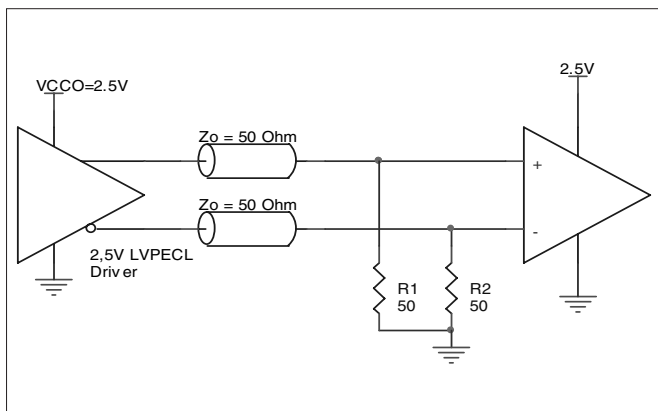 VCCO=2.5V
2.5V
Zo = 50 Ohm
+
Zo = 50 Ohm
-
2,5V LVPECL
Driver
R1
50
R2
50